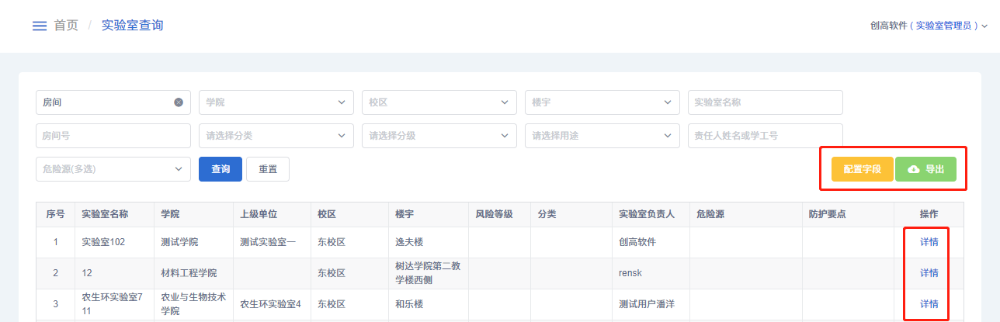 首页 / 实验室查询
创高软件 ( 实验室管理员 )
房间 学院 校区 楼宇 实验室名称
房间号 请选择分类 请选择分级 请选择用途 责任人姓名或学工号
危险源(多选) 查询 重置 配置字段 导出
序号 实验室名称 学院 上级单位 校区 楼宇 风险等级 分类 实验室负责人 危险源 防护要点 操作
1 实验室102 测试学院 测试实验室一 东校区 逸夫楼 创高软件 详情
2 12 材料工程学院 东校区 树达学院第二教
学楼西侧 rensk 详情
3 农生环实验室7
11 农业与生物技术
学院 农生环实验室4 东校区 和乐楼 测试用户潘洋 详情